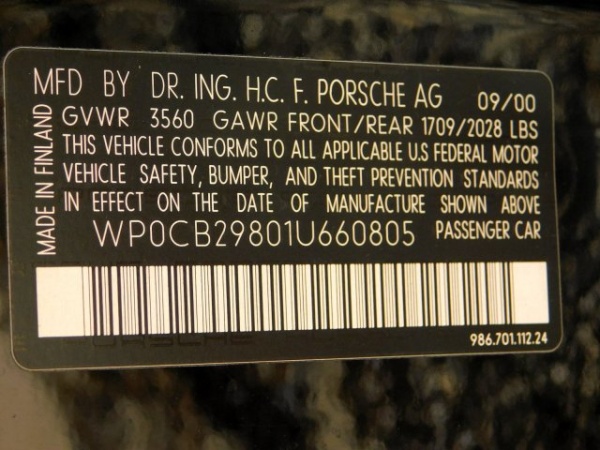 MFD BY DR. ING. H.C. F. PORSCHE AG 09/00
GVWR 3560 GAWR FRONT/REAR 1709/2028 LBS
THIS VEHICLE CONFORMS TO ALL APPLICABLE U.S FEDERAL MOTOR
VEHICLE SAFETY, BUMPER, AND THEFT PREVENTION STANDARDS
IN EFFECT ON THE DATE OF MANUFACTURE SHOWN ABOVE
WP0CB29801U660805 PASSENGER CAR
MADE IN FINLAND
986.701.112.24
PORSCHE